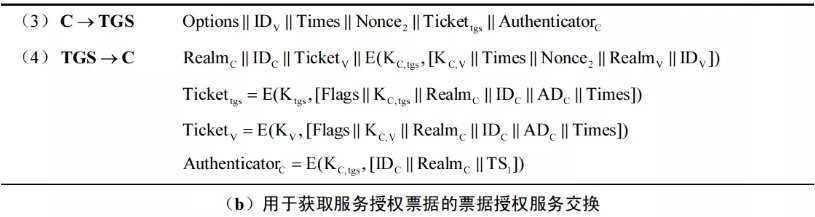 （3） C → TGS Options || ID_V || Times || Nonce_2 || Ticket_tgs || Authenticator_C
（4） TGS → C Realm_C || ID_C || Ticket_V || E(K_C,tgs, [K_C,V || Times || Nonce_2 || Realm_V || ID_V])
Ticket_tgs = E(K_tgs, [Flags || K_C,tgs || Realm_C || ID_C || AD_C || Times])
Ticket_V = E(K_V, [Flags || K_C,V || Realm_C || ID_C || AD_C || Times])
Authenticator_C = E(K_C,tgs, [ID_C || Realm_C || TS_1])
（b）用于获取服务授权票据的票据授权服务交换